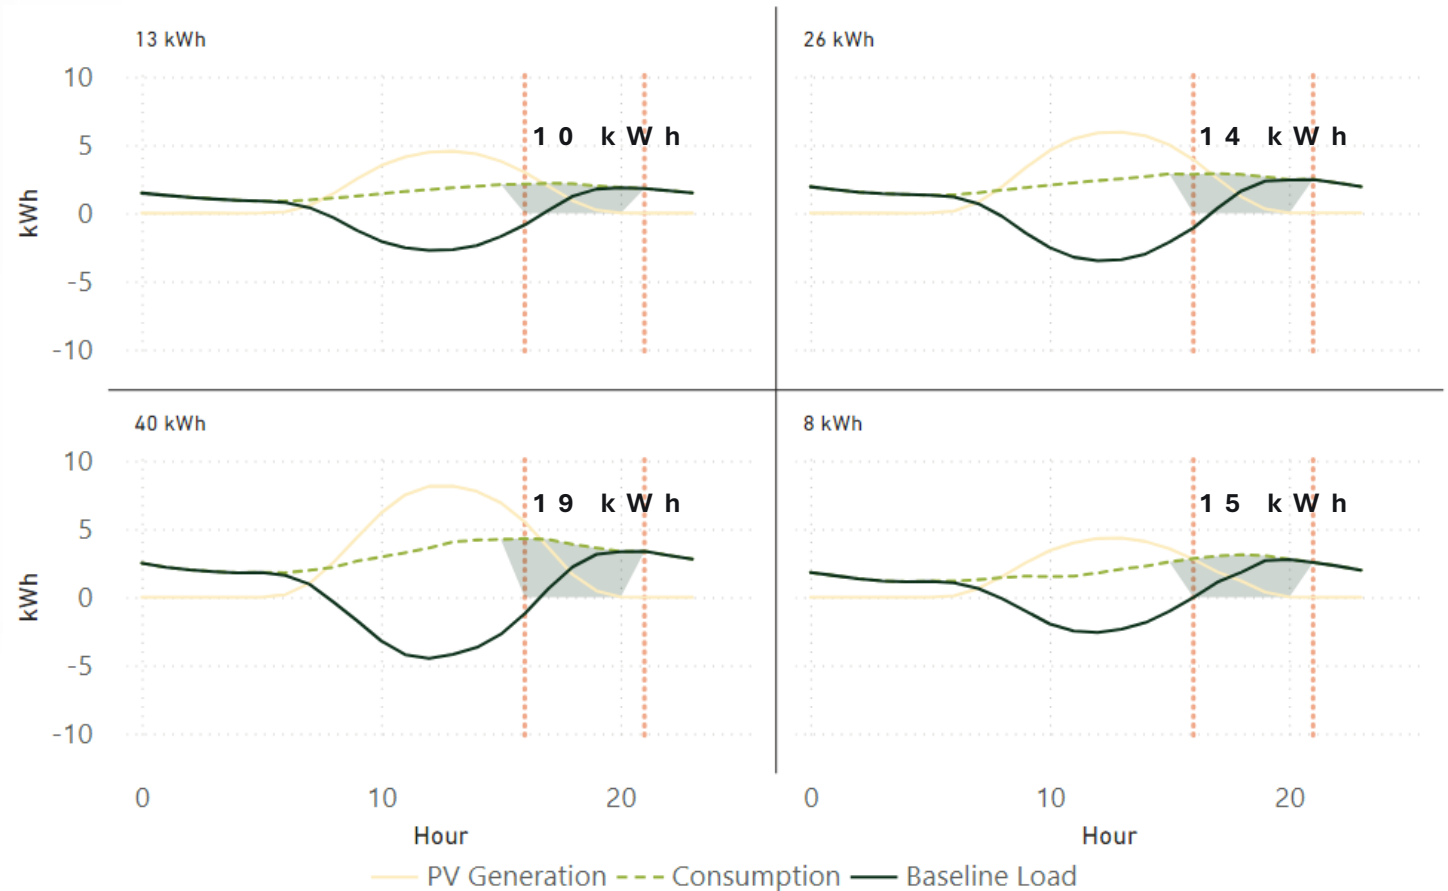 13 kWh
26 kWh
10
5
0
-5
-10
kWh
10 kWh
14 kWh
40 kWh
8 kWh
10
5
0
-5
-10
kWh
19 kWh
15 kWh
0 10 20
0 10 20
Hour
Hour
PV Generation Consumption Baseline Load